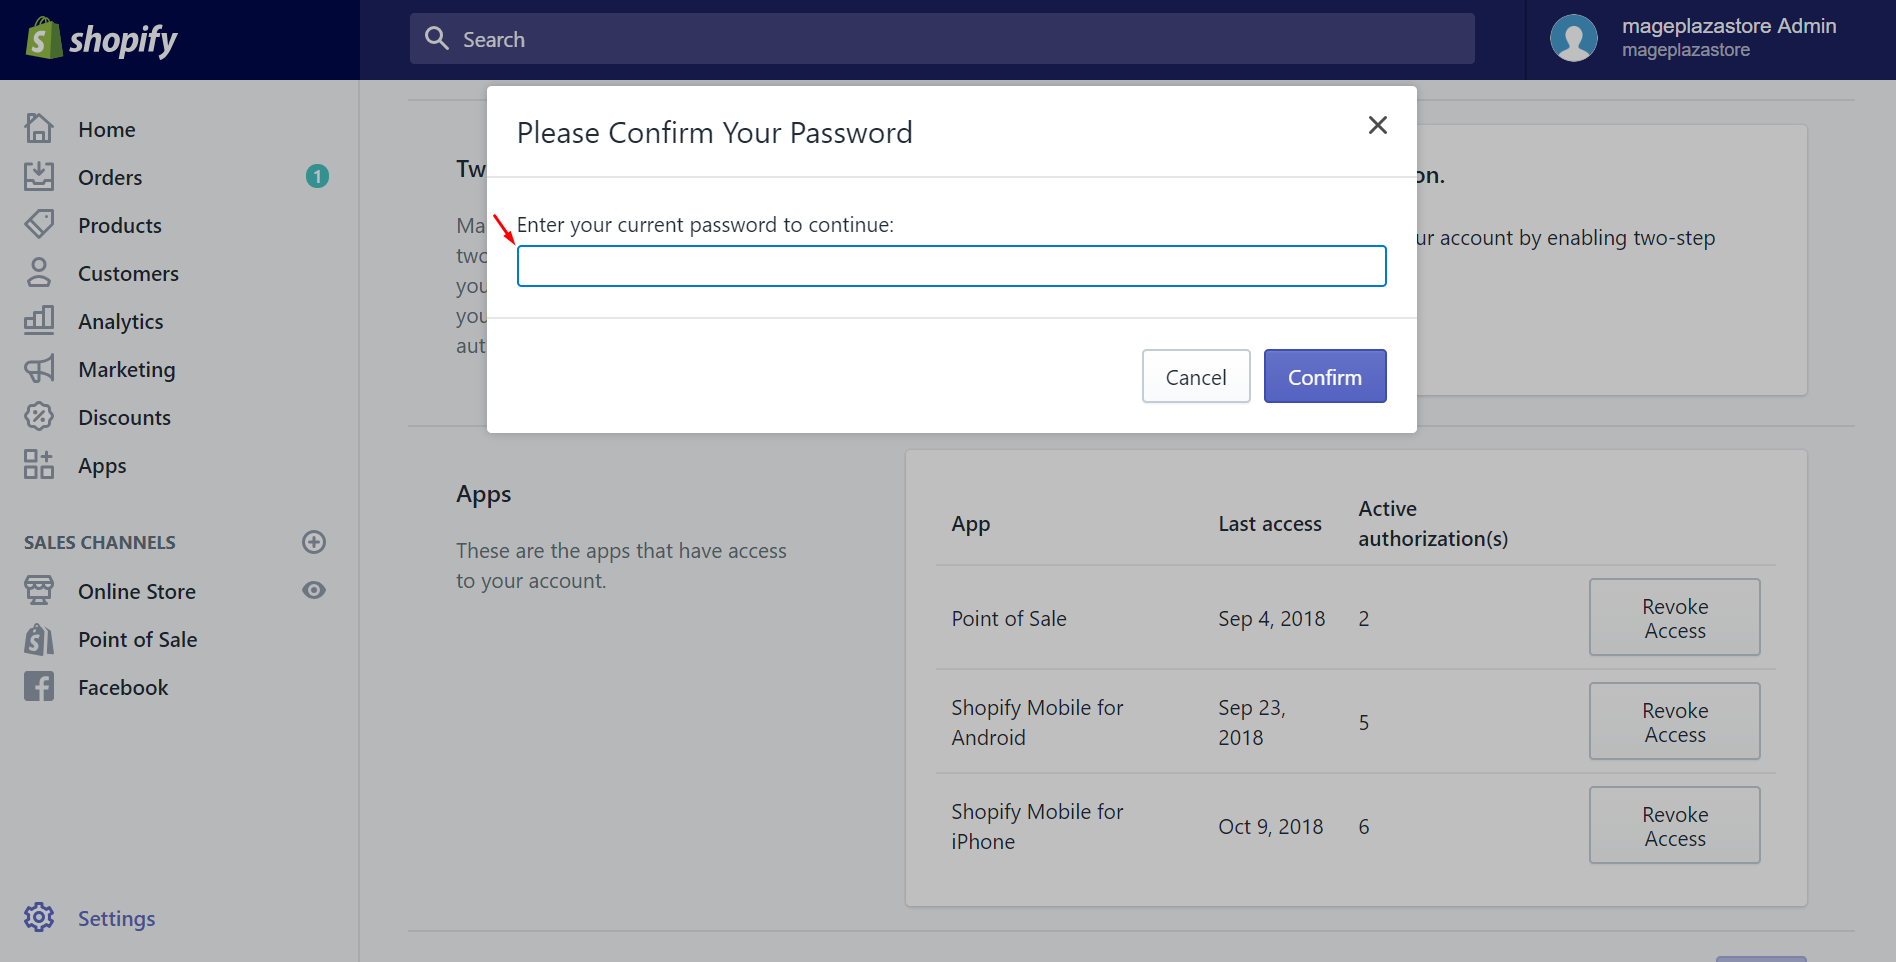 shopify
Search
mageplazastore Admin
mageplazastore
Home
Orders
1
Products
Customers
Analytics
Marketing
Discounts
Apps
SALES CHANNELS
Online Store
Point of Sale
Facebook
Settings
Please Confirm Your Password
Enter your current password to continue:
Cancel
Confirm
Tw
Ma
two
you
you
aut
on.
ur account by enabling two-step
Apps
These are the apps that have access
to your account.
App
Last access
Active
authorization(s)
Point of Sale
Sep 4, 2018
2
Revoke
Access
Shopify Mobile for
Android
Sep 23,
2018
5
Revoke
Access
Shopify Mobile for
iPhone
Oct 9, 2018
6
Revoke
Access